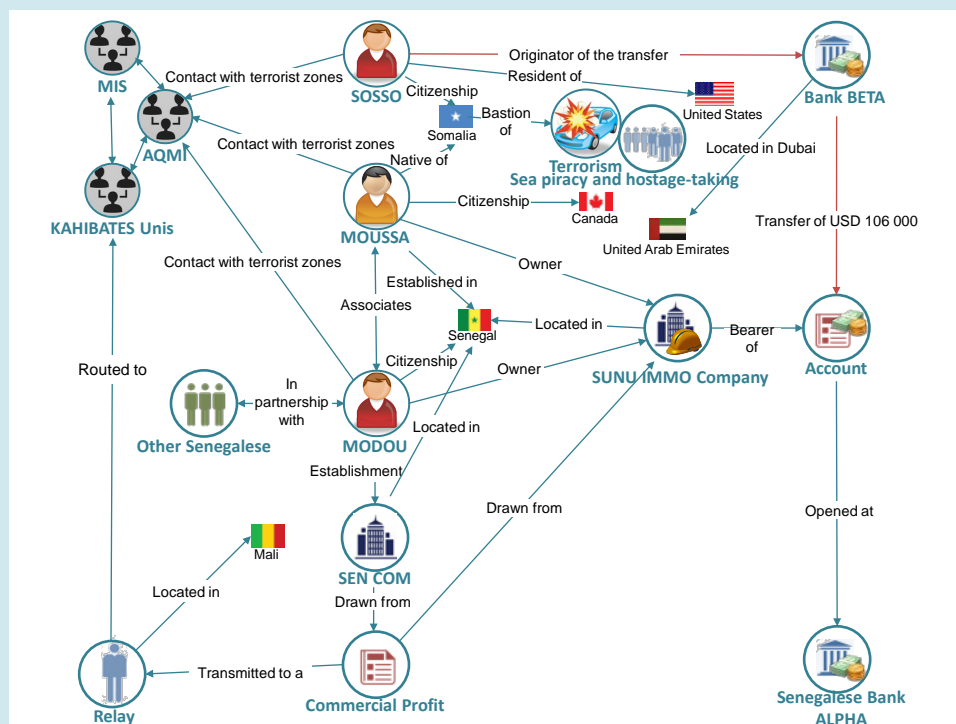 Originator of the transfer
Contact with terrorist zones
Resident of
MIS
SOSSO
Citizenship
Bank BETA
United States
Somalia
Bastion
of
AQMI
Contact with terrorist zones
Native of
Terrorism
Located in Dubai
Sea piracy and hostage-taking
KAHIBATES Unis
MOUSSA
Citizenship
Canada
Transfer of USD 106 000
United Arab Emirates
Contact with terrorist zones
Owner
Established in
Associates
Senegal
Located in
Bearer
of
Citizenship
Routed to
Owner
SUNU IMMO Company
Account
In
partnership
with
Other Senegalese
MODOU
Located in
Establishment
Drawn from
Opened at
Mali
SEN COM
Located in
Drawn from
Transmitted to a
Relay
Commercial Profit
Senegalese Bank
ALPHA